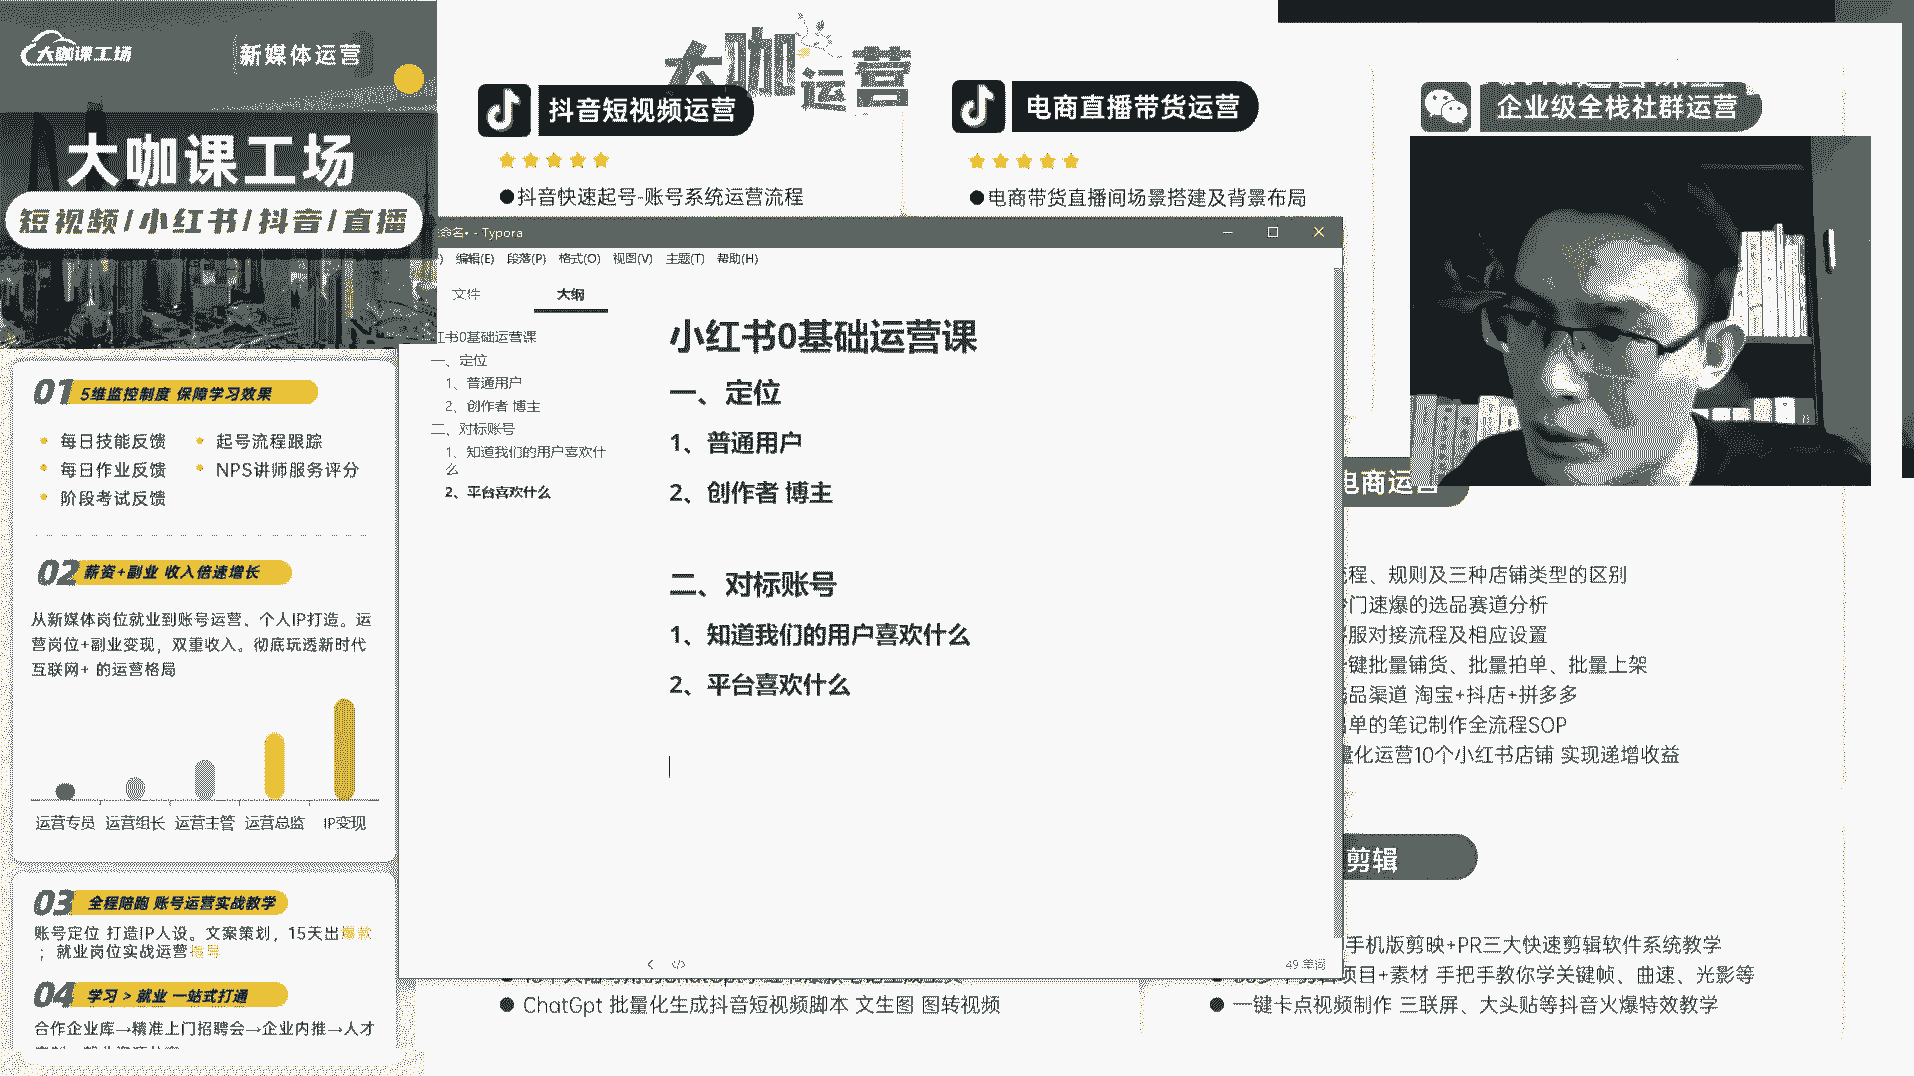 大咖课工场
新媒体运营
大咖课工场
短视频/小红书/抖音/直播
01 5维监控制度 保障学习效果
每日技能反馈
起号流程跟踪
每日作业反馈
NPS讲师服务评分
阶段考试反馈
02 薪资+副业 收入倍速增长
从新媒体岗位就业到账号运营、个人IP打造。运
营岗位+副业变现，双重收入。彻底玩透新时代
互联网+ 的运营格局
运营专员 运营组长 运营主管 运营总监 IP变现
03 全程陪跑 账号运营实战教学
账号定位 打造IP人设。文案策划，15天出爆款
；就业岗位实战运营指导
04 学习 > 就业 一站式打通
合作企业库→精准上门招聘会→企业内推→人才
大咖运营
抖音短视频运营
●抖音快速起号-账号系统运营流程
电商直播带货运营
●电商带货直播间场景搭建及背景布局
企业级全栈社群运营
命名• - Typora
) 编辑(E) 段落(P) 格式(O) 视图(V) 主题(T) 帮助(H)
文件 大纲
红书0基础运营课
一、定位
1、普通用户
2、创作者 博主
二、对标账号
1、知道我们的用户喜欢什
么
2、平台喜欢什么
小红书0基础运营课
一、定位
1、普通用户
2、创作者 博主
二、对标账号
1、知道我们的用户喜欢什么
2、平台喜欢什么
49 单词
电商运营
流程、规则及三种店铺类型的区别
门速爆的选品赛道分析
客服对接流程及相应设置
键批量铺货、批量拍单、批量上架
选品渠道 淘宝+抖店+拼多多
出单的笔记制作全流程SOP
量化运营10个小红书店铺 实现递增收益
剪辑
手机版剪映+PR三大快速剪辑软件系统教学
项目+素材 手把手教你学关键帧、曲速、光影等
● 一键卡点视频制作 三联屏、大头贴等抖音火爆特效教学
● ChatGpt 批量化生成抖音短视频脚本 文生图 图转视频